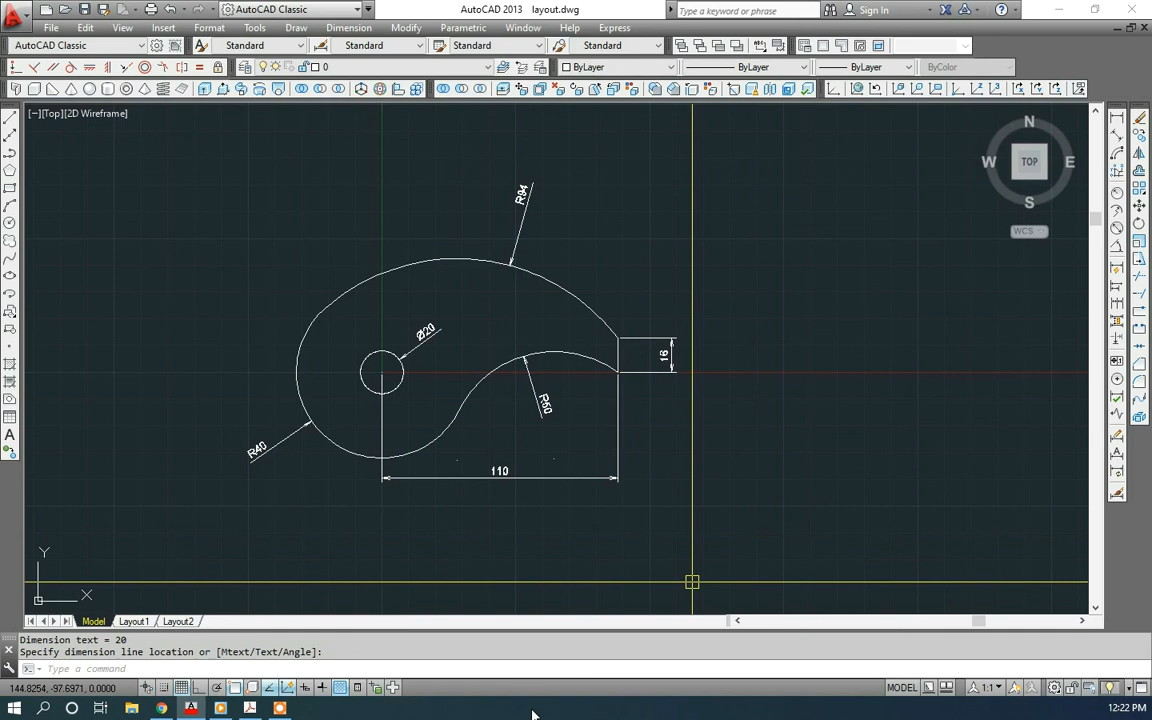 AutoCAD Classic
AutoCAD 2013 layout.dwg
Type a keyword or phrase
Sign In
File Edit View Insert Format Tools Draw Dimension Modify Parametric Window Help Express
AutoCAD Classic
Standard
Standard
Standard
Standard
0
ByLayer
ByLayer
ByLayer
ByColor
[−][Top][2D Wireframe]
N
W
TOP
E
S
WCS
R94
Ø20
16
R60
R40
110
Y
X
Model
Layout1
Layout2
Dimension text = 20
Specify dimension line location or [Mtext/Text/Angle]:
Type a command
144.8254, -97.6971, 0.0000
MODEL
1:1
12:22 PM